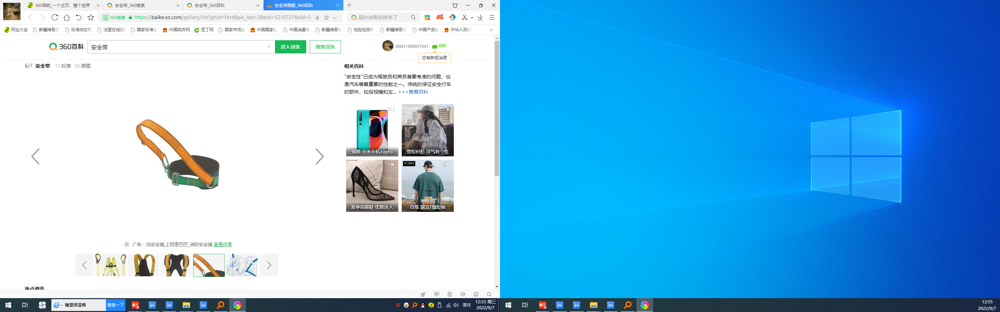 360导航_一个主页，整个世界
安全带_360搜索
安全带_360百科
安全带图册_360百科
360搜索
https://baike.so.com/gallery/list?ghid=first&pic_idx=3&eid=5216721&sid=5
国庆放假安排来了
网址大全
新疆维吾尔
标准动态管
法宣在线|
国家标准全
中国政府网
豆丁网
国家市场监
中国国家认
中国消费者
新疆维吾尔
检验检测机
新疆维吾尔
中国产品安
中华人民共
360百科
安全带
进入词条
搜索词条
360U1408937441
new
您有新短消息
6/7 安全带 反馈 原图
相关百科
"安全性"已成为驾驶员和乘员首要考虑的问题，也
是汽车等最重要的性能之一。传统的保证安全行车
的部件，如后视镜和左... >>>查看百科
广告
强推 小米手机10pro
广告
宽松衬衫 洋气有个性
广告
夏季高跟鞋 优雅迷人
广告
百搭 潮流T恤短袖
广告 - 找安全绳,上阿里巴巴_消防安全绳 查看详情
热点资讯
橡塑保温棉
搜索一下
简体
12:55 周三
2022/9/7
12:55
2022/9/7